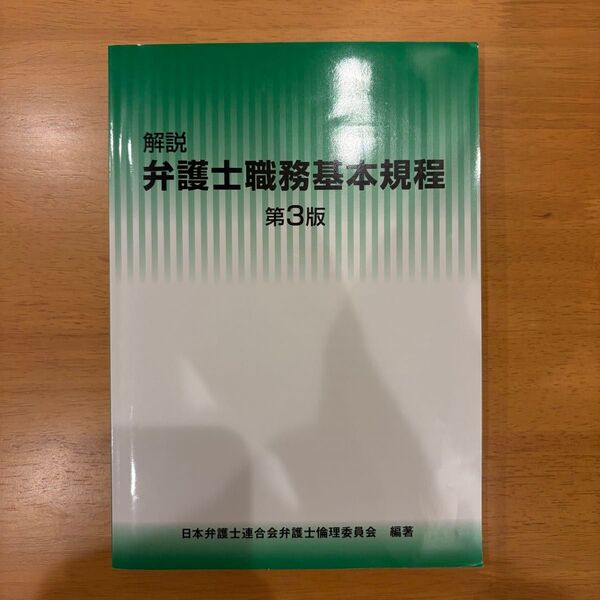 解説
弁護士職務基本規程
第3版
日本弁護士連合会弁護士倫理委員会 編著